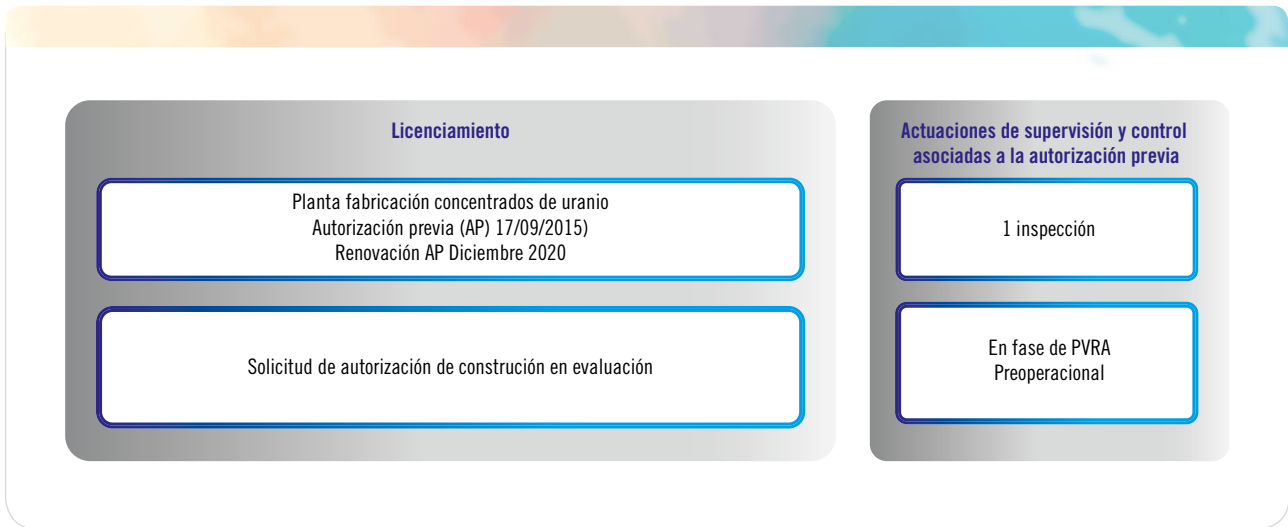 Licenciamiento
Planta fabricación concentrados de uranio
Autorización previa (AP) 17/09/2015)
Renovación AP Diciembre 2020
Solicitud de autorización de construción en evaluación
Actuaciones de supervisión y control
asociadas a la autorización previa
1 inspección
En fase de PVRA
Preoperacional